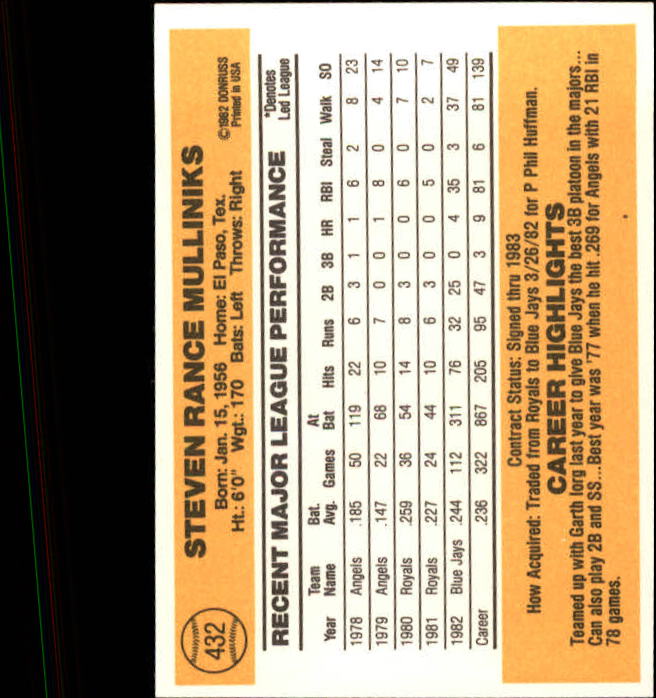 432
STEVEN RANCE MULLINIKS
Born: Jan. 15, 1956 Home: El Paso, Tex.
Ht.: 6'0" Wgt.: 170 Bats: Left Throws: Right
©1982 DONRUSS
Printed in USA
RECENT MAJOR LEAGUE PERFORMANCE
*Denotes
Led League
Year Team Name Bat. Avg. Games At Bat Hits Runs 2B 3B HR RBI Steal Walk SO
1978 Angels .185 50 119 22 6 3 1 1 6 2 8 23
1979 Angels .147 22 68 10 7 0 0 1 8 0 4 14
1980 Royals .259 36 54 14 8 3 0 0 6 0 7 10
1981 Royals .227 24 44 10 6 3 0 0 5 0 2 7
1982 Blue Jays .244 112 311 76 32 25 0 4 35 3 37 49
Career .236 322 867 205 95 47 3 9 81 6 81 139
Contract Status: Signed thru 1983
How Acquired: Traded from Royals to Blue Jays 3/26/82 for P Phil Huffman.
CAREER HIGHLIGHTS
Teamed up with Garth Iorg last year to give Blue Jays the best 3B platoon in the majors...
Can also play 2B and SS...Best year was '77 when he hit .269 for Angels with 21 RBI in
78 games.